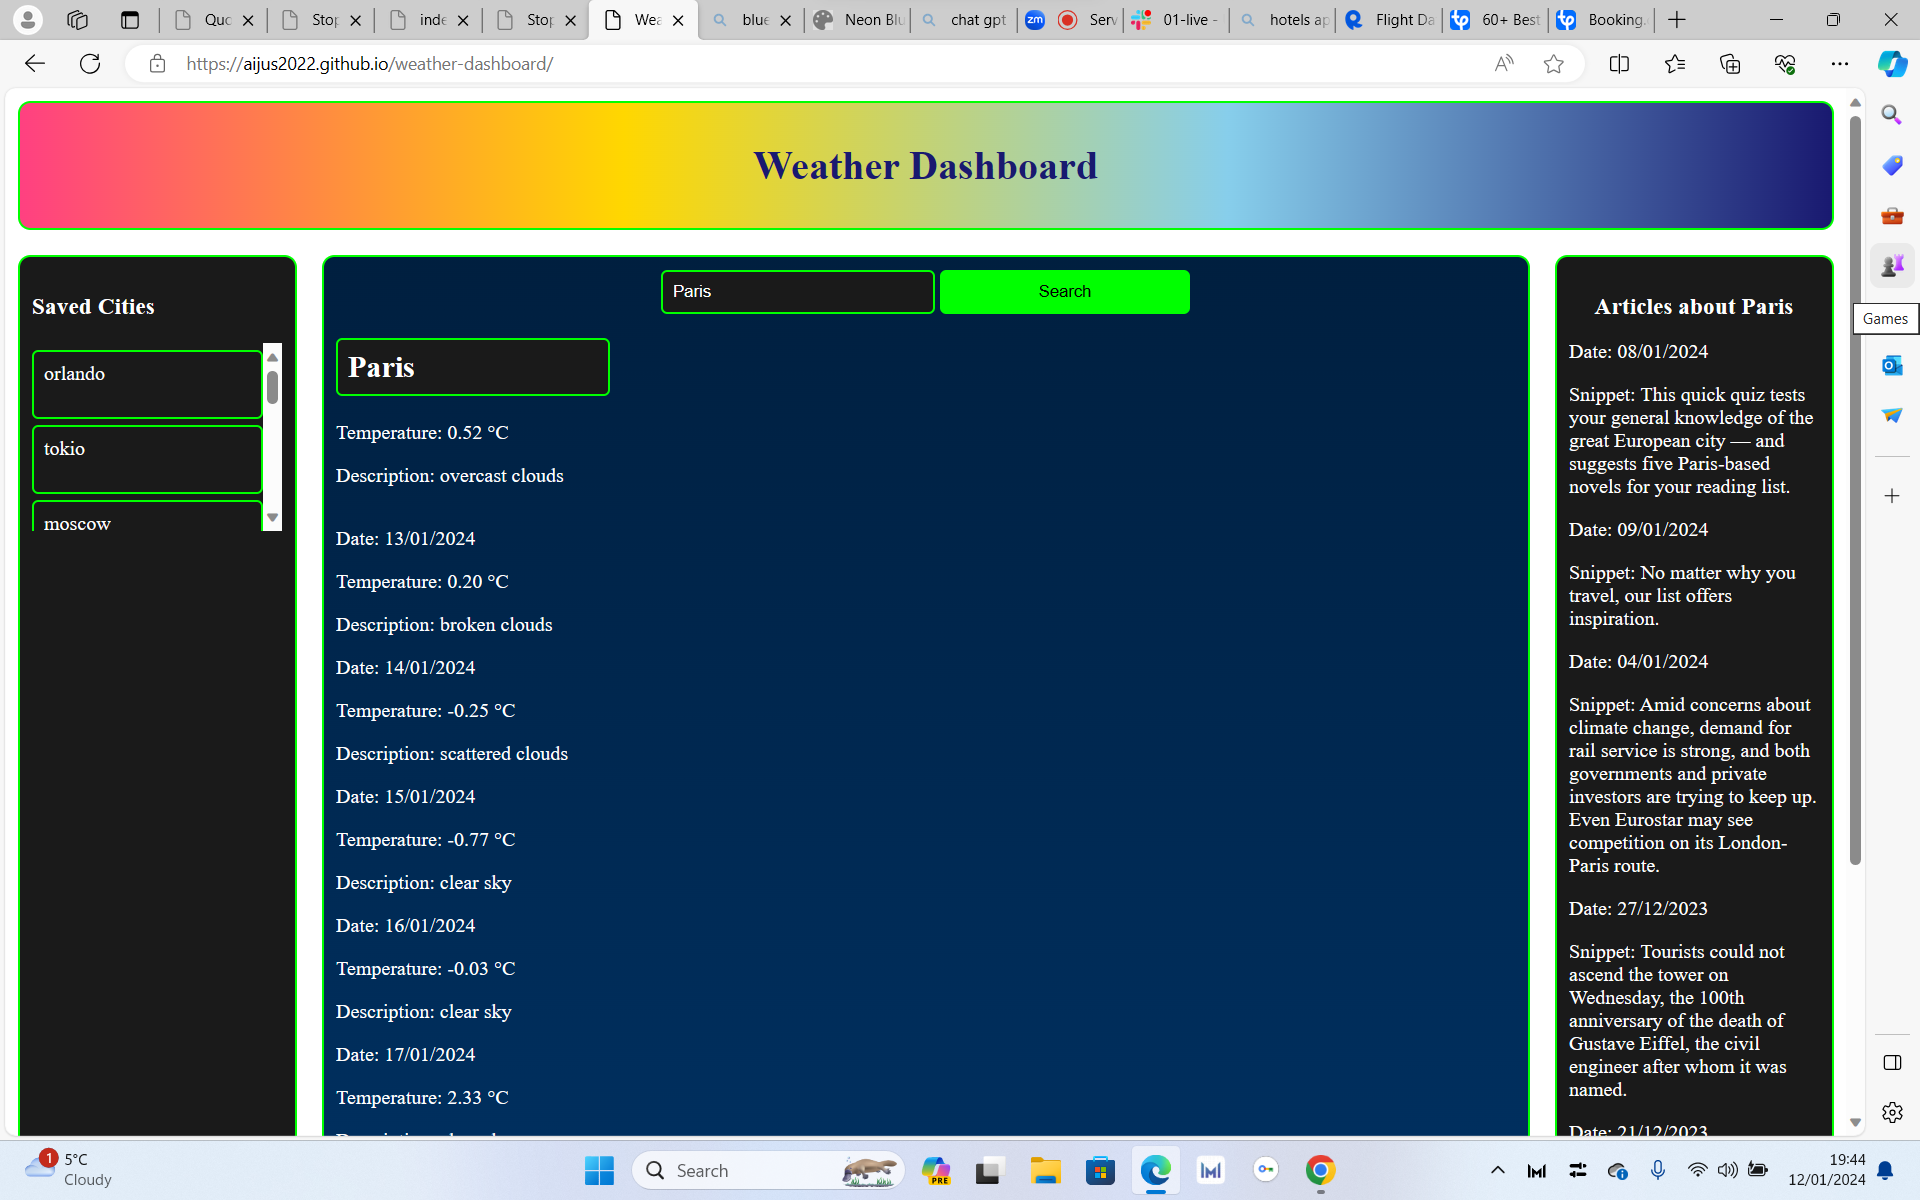 Quo
Stop
inde
Stop
Wea
blue
Neon Blu
chat gpt
zm
Serv
01-live -
hotels ap
Flight Da
60+ Best
Booking.
https://aijus2022.github.io/weather-dashboard/
Weather Dashboard
Saved Cities
orlando
tokio
moscow
Paris
Search
Paris
Temperature: 0.52 °C
Description: overcast clouds
Date: 13/01/2024
Temperature: 0.20 °C
Description: broken clouds
Date: 14/01/2024
Temperature: -0.25 °C
Description: scattered clouds
Date: 15/01/2024
Temperature: -0.77 °C
Description: clear sky
Date: 16/01/2024
Temperature: -0.03 °C
Description: clear sky
Date: 17/01/2024
Temperature: 2.33 °C
Articles about Paris
Date: 08/01/2024
Snippet: This quick quiz tests
your general knowledge of the
great European city — and
suggests five Paris-based
novels for your reading list.
Date: 09/01/2024
Snippet: No matter why you
travel, our list offers
inspiration.
Date: 04/01/2024
Snippet: Amid concerns about
climate change, demand for
rail service is strong, and both
governments and private
investors are trying to keep up.
Even Eurostar may see
competition on its London-
Paris route.
Date: 27/12/2023
Snippet: Tourists could not
ascend the tower on
Wednesday, the 100th
anniversary of the death of
Gustave Eiffel, the civil
engineer after whom it was
named.
Date: 21/12/2023
Games
1
5°C
Cloudy
Search
PRE
19:44
12/01/2024